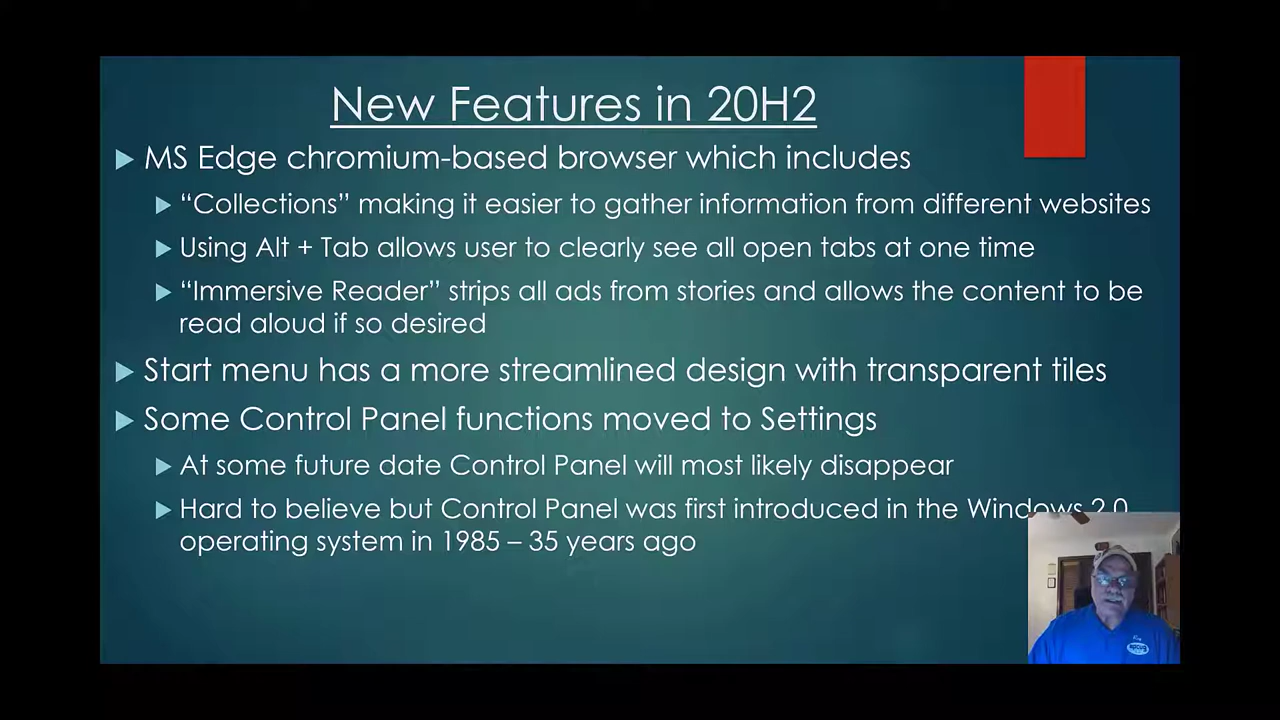 New Features in 20H2
MS Edge chromium-based browser which includes
“Collections” making it easier to gather information from different websites
Using Alt + Tab allows user to clearly see all open tabs at one time
“Immersive Reader” strips all ads from stories and allows the content to be
read aloud if so desired
Start menu has a more streamlined design with transparent tiles
Some Control Panel functions moved to Settings
At some future date Control Panel will most likely disappear
Hard to believe but Control Panel was first introduced in the Windows 2.0
operating system in 1985 – 35 years ago